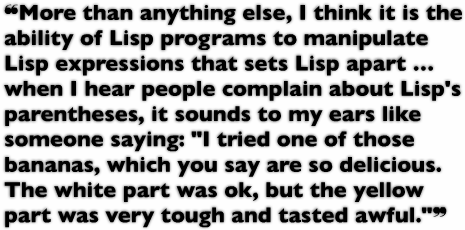 ❝More than anything else, I think it is the
ability of Lisp programs to manipulate
Lisp expressions that sets Lisp apart ...
when I hear people complain about Lisp's
parentheses, it sounds to my ears like
someone saying: "I tried one of those
bananas, which you say are so delicious.
The white part was ok, but the yellow
part was very tough and tasted awful."❞